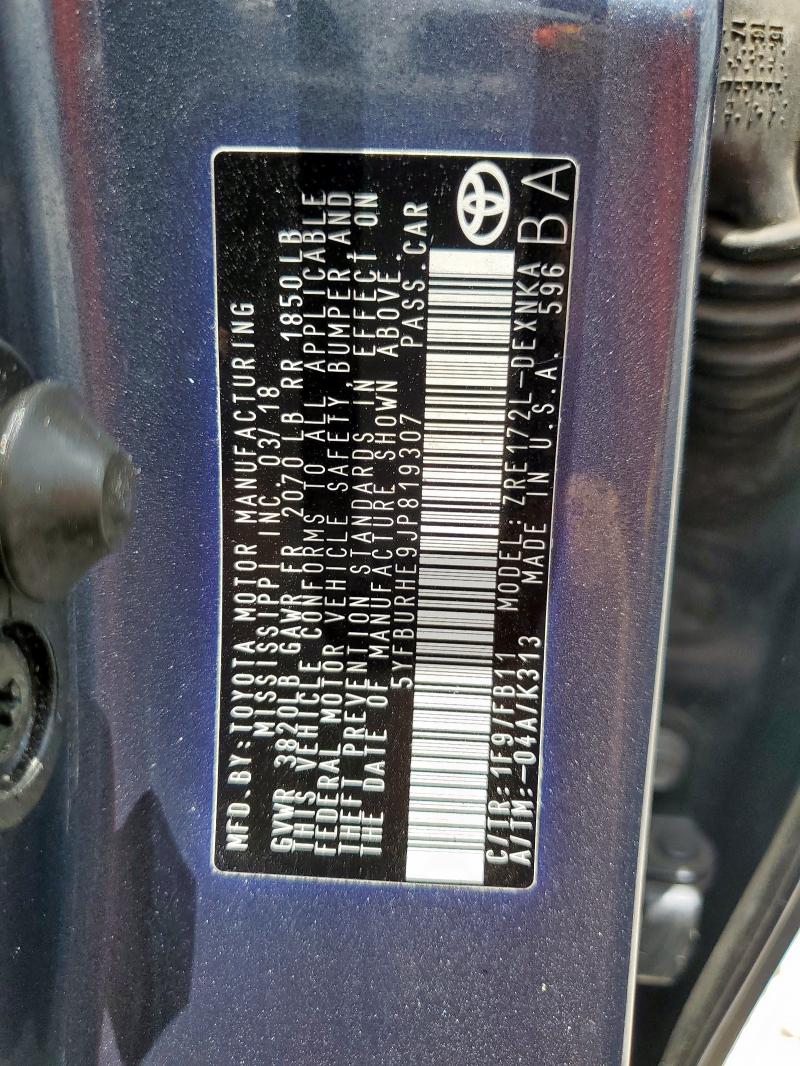 MFD.BY:TOYOTA MOTOR MANUFACTURING
MISSISSIPPI INC. 03/18
GVWR 3820LB GAWR FR 2070LB RR 1850LB
THIS VEHICLE CONFORMS TO ALL APPLICABLE
FEDERAL MOTOR VEHICLE SAFETY, BUMPER AND
THEFT PREVENTION STANDARDS IN EFFECT ON
THE DATE OF MANUFACTURE SHOWN ABOVE.
5YFBURHE9JP819307 PASS.CAR
C/TR:1F9/FB11 MODEL:ZRE172L-DEXNKA
A/TM:-04A/K313 MADE IN U.S.A. 596
BA